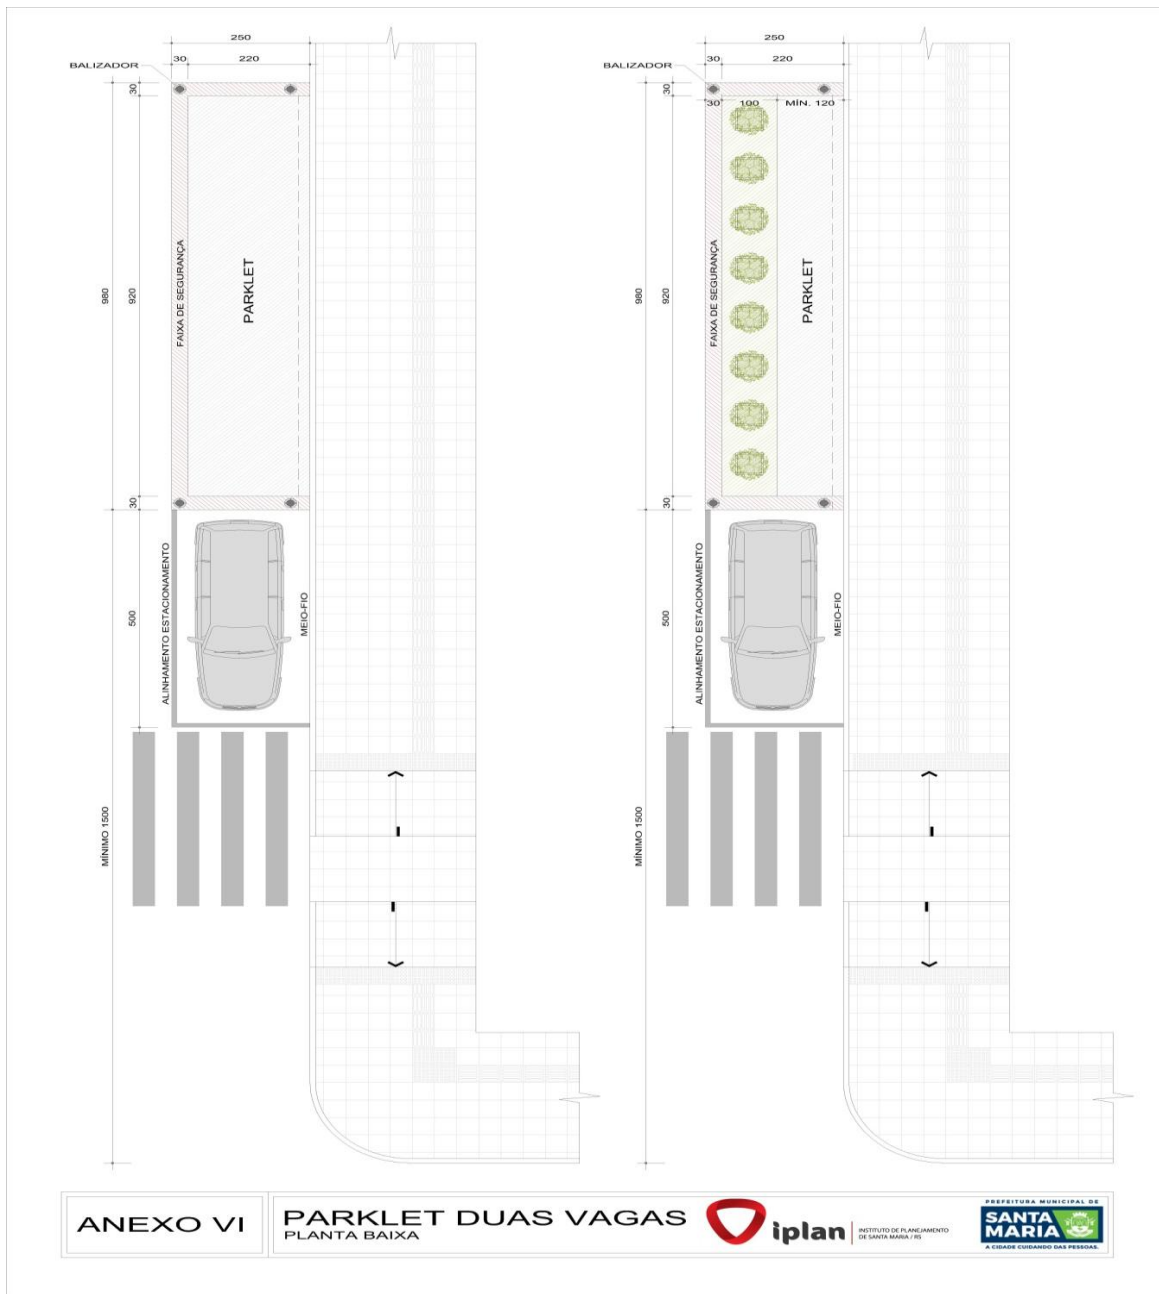 250
30
220
BALIZADOR
30
FAIXA DE SEGURANÇA
PARKLET
980
920
30
ALINHAMENTO ESTACIONAMENTO
500
MEIO-FIO
MÍNIMO 1500
250
30
220
BALIZADOR
30
30
100
MÍN. 120
FAIXA DE SEGURANÇA
PARKLET
980
920
30
ALINHAMENTO ESTACIONAMENTO
500
MEIO-FIO
MÍNIMO 1500
ANEXO VI
PARKLET DUAS VAGAS
PLANTA BAIXA
iplan
INSTITUTO DE PLANEJAMENTO
DE SANTA MARIA / RS
PREFEITURA MUNICIPAL DE
SANTA
MARIA
A CIDADE CUIDANDO DAS PESSOAS.